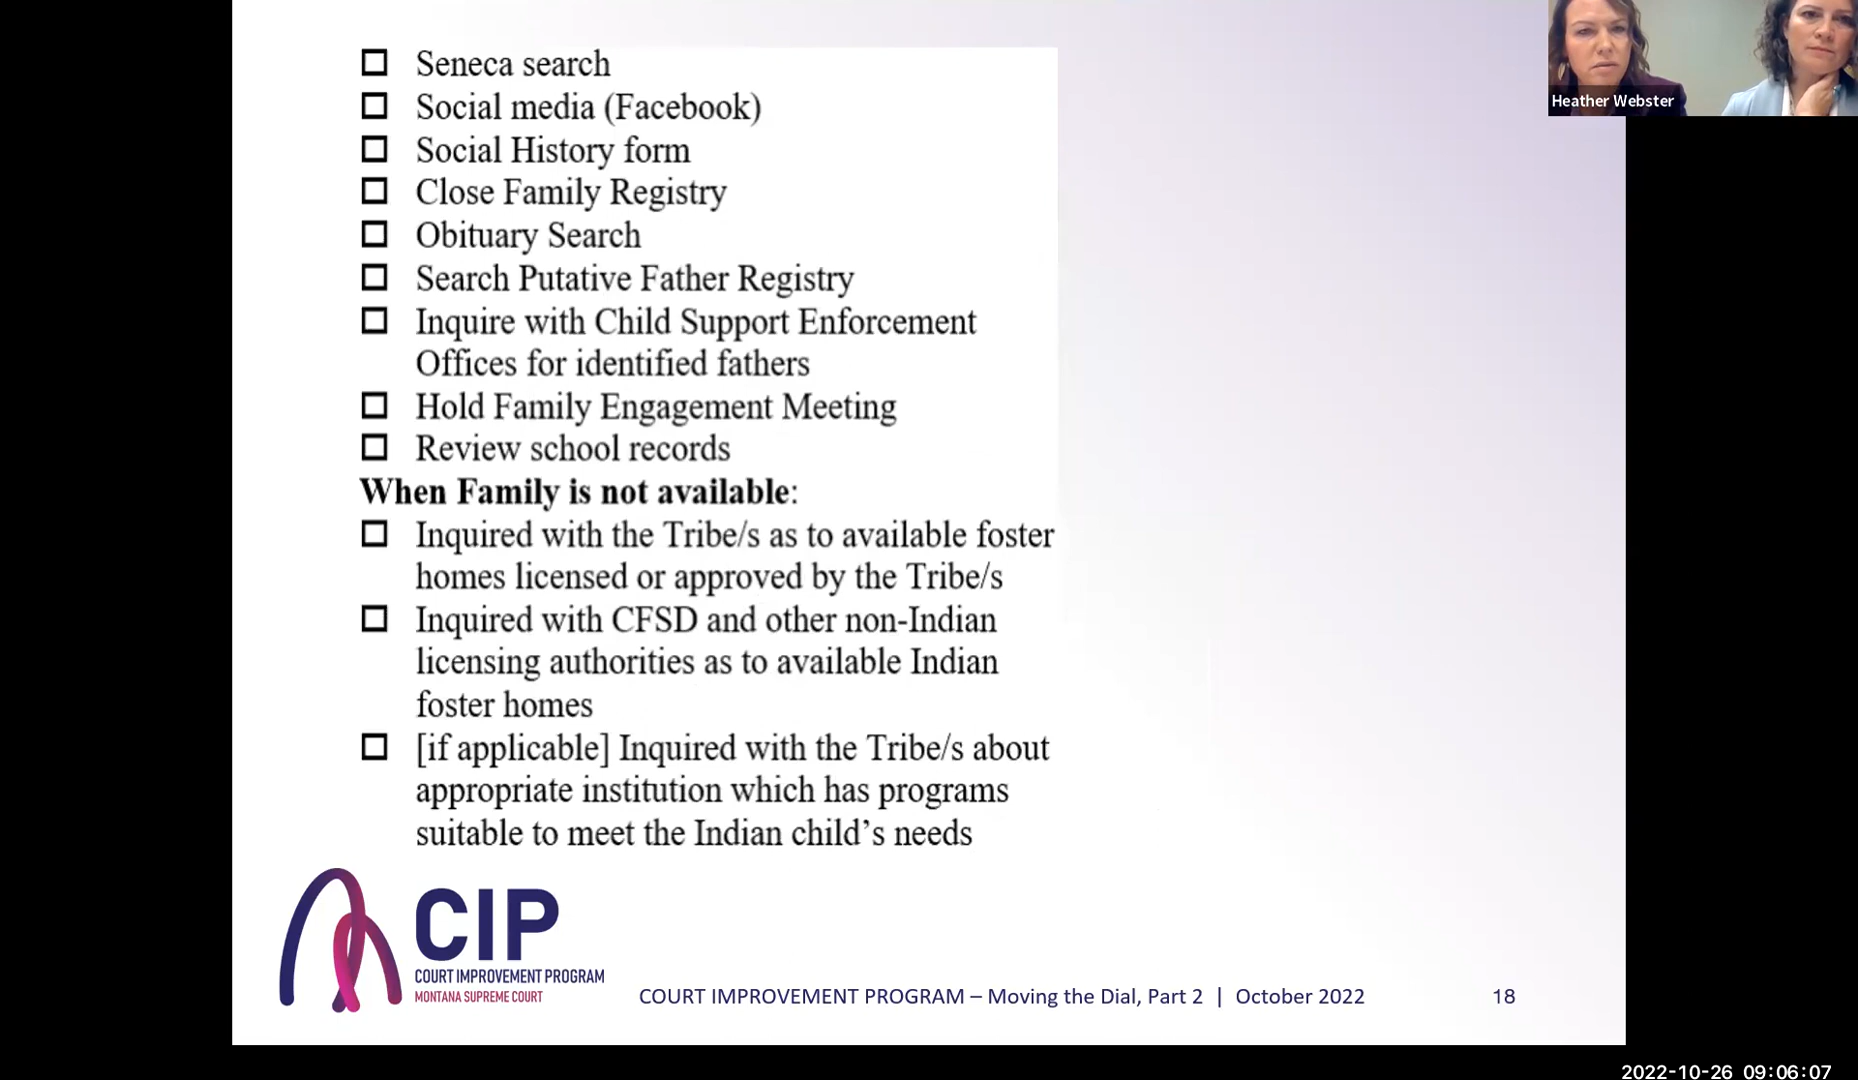 Seneca search
Social media (Facebook)
Social History form
Close Family Registry
Obituary Search
Search Putative Father Registry
Inquire with Child Support Enforcement
Offices for identified fathers
Hold Family Engagement Meeting
Review school records
When Family is not available:
Inquired with the Tribe/s as to available foster
homes licensed or approved by the Tribe/s
Inquired with CFSD and other non-Indian
licensing authorities as to available Indian
foster homes
[if applicable] Inquired with the Tribe/s about
appropriate institution which has programs
suitable to meet the Indian child’s needs
CIP
COURT IMPROVEMENT PROGRAM
MONTANA SUPREME COURT
COURT IMPROVEMENT PROGRAM – Moving the Dial, Part 2 | October 2022
18
Heather Webster
2022-10-26 09:06:07